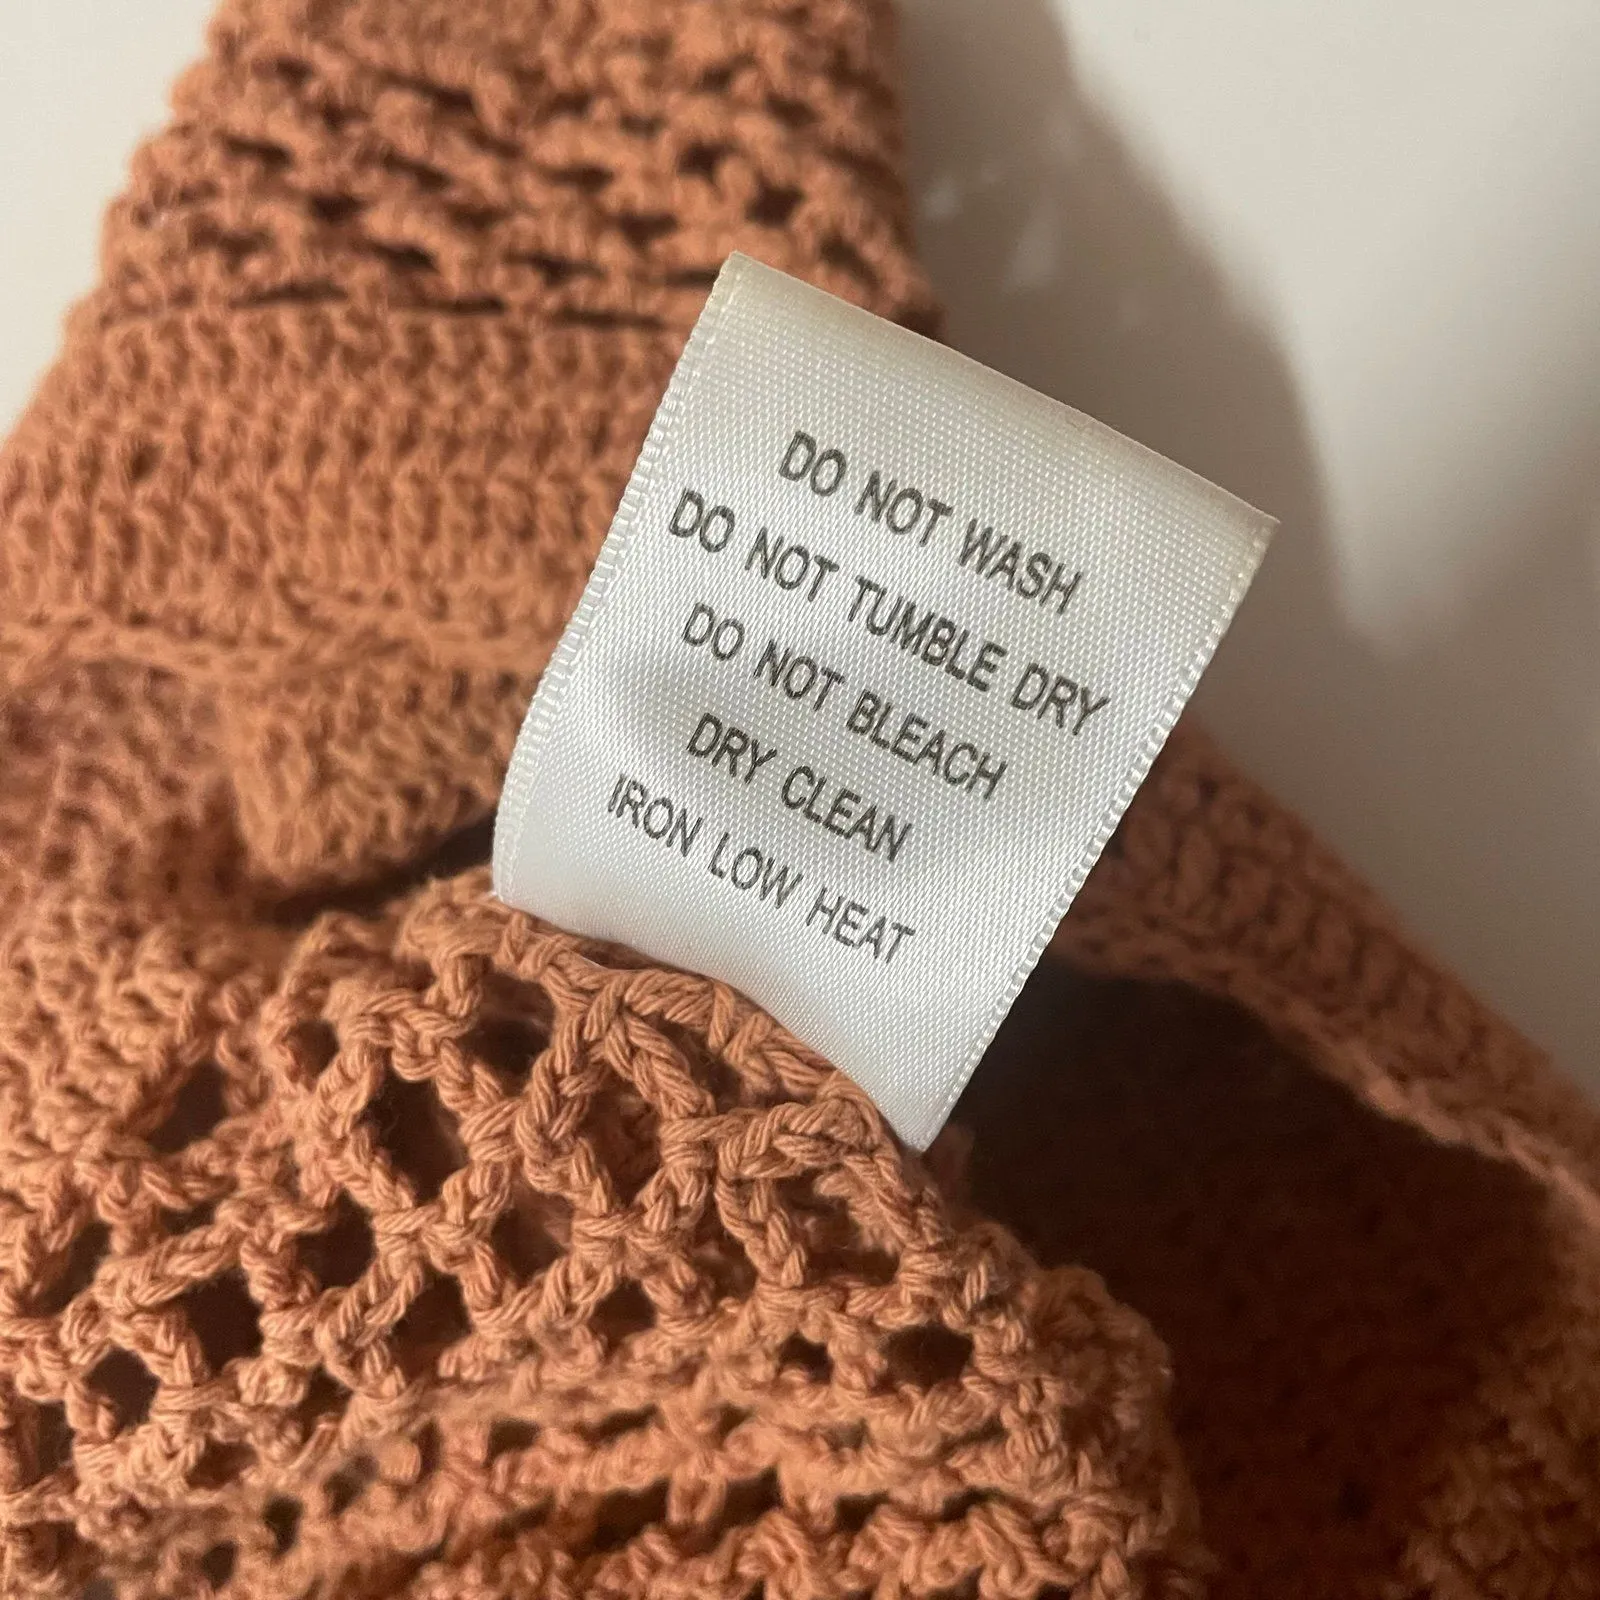 DO NOT WASH
DO NOT TUMBLE DRY
DO NOT BLEACH
DRY CLEAN
IRON LOW HEAT